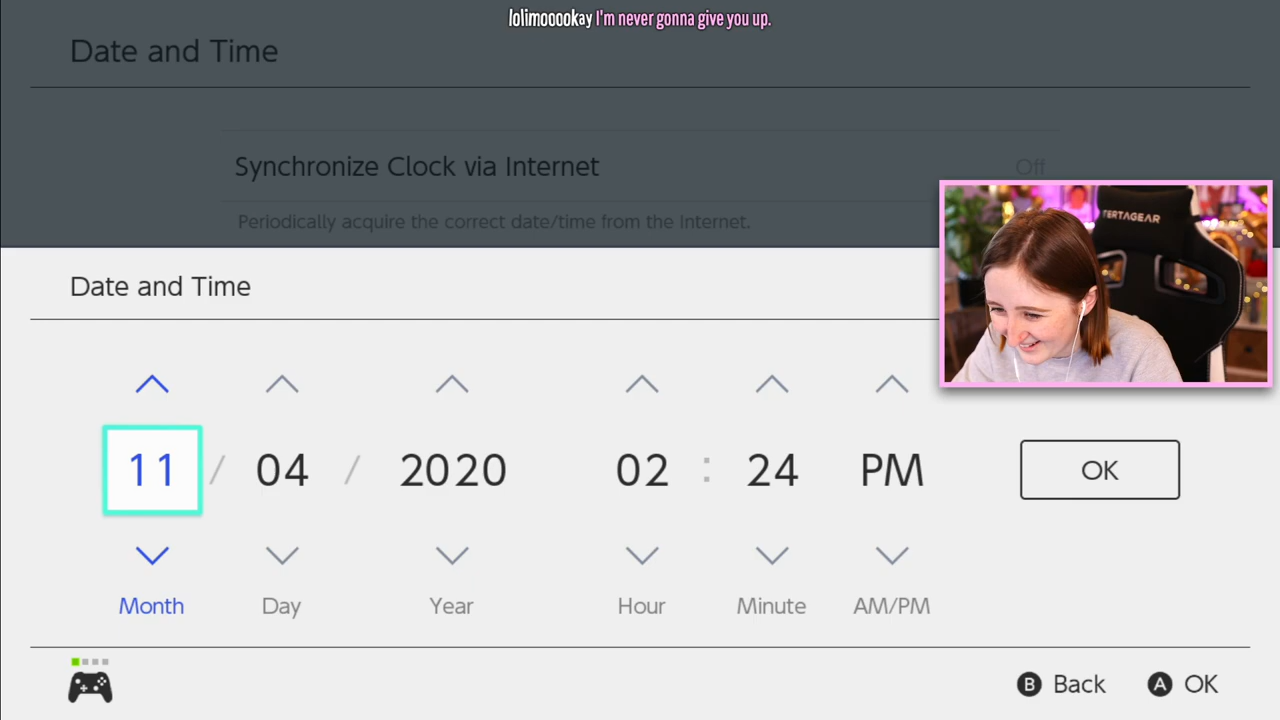 lolimooookay I'm never gonna give you up.
Date and Time
Synchronize Clock via Internet Off
Periodically acquire the correct date/time from the Internet.
TERTAGEAR
Date and Time
11 / 04 / 2020 02 : 24 PM OK
Month Day Year Hour Minute AM/PM
B Back A OK